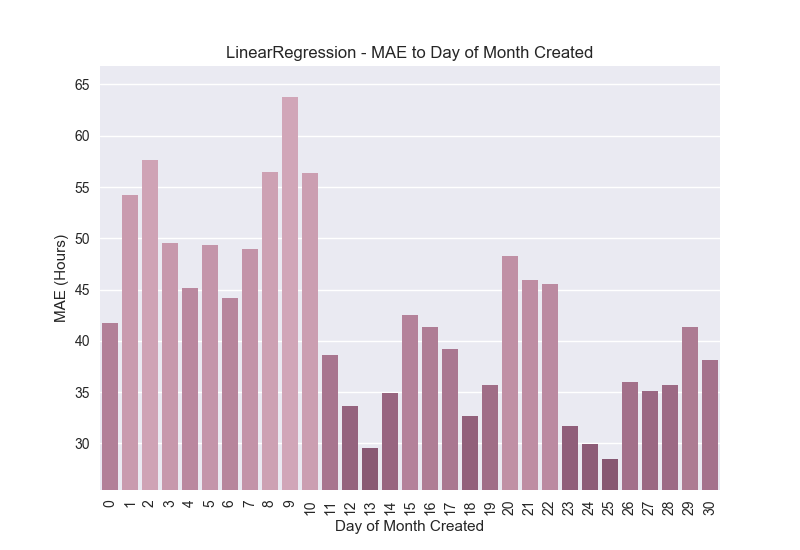 LinearRegression - MAE to Day of Month Created
65
60
55
50
45
40
35
30
MAE (Hours)
0 1 2 3 4 5 6 7 8 9 10 11 12 13 14 15 16 17 18 19 20 21 22 23 24 25 26 27 28 29 30
Day of Month Created